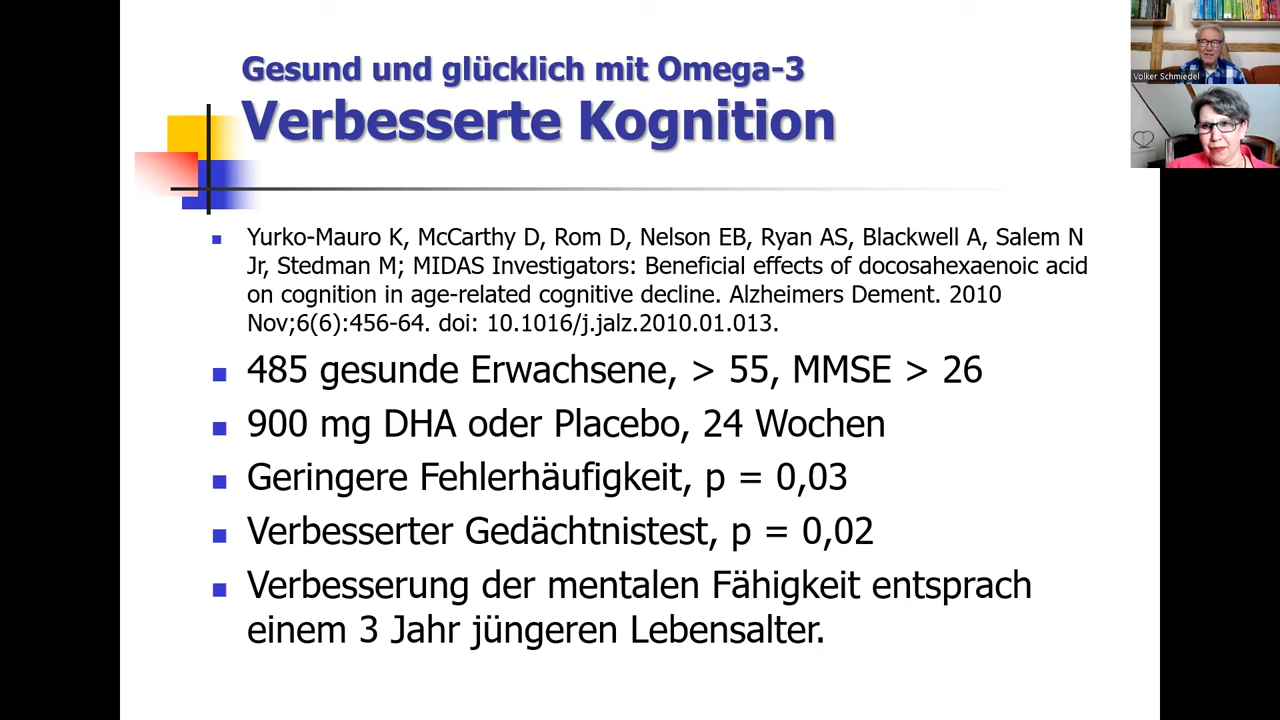 Gesund und glücklich mit Omega-3
Verbesserte Kognition
Volker Schmiedel
Yurko-Mauro K, McCarthy D, Rom D, Nelson EB, Ryan AS, Blackwell A, Salem N
Jr, Stedman M; MIDAS Investigators: Beneficial effects of docosahexaenoic acid
on cognition in age-related cognitive decline. Alzheimers Dement. 2010
Nov;6(6):456-64. doi: 10.1016/j.jalz.2010.01.013.
485 gesunde Erwachsene, > 55, MMSE > 26
900 mg DHA oder Placebo, 24 Wochen
Geringere Fehlerhäufigkeit, p = 0,03
Verbesserter Gedächtnistest, p = 0,02
Verbesserung der mentalen Fähigkeit entsprach
einem 3 Jahr jüngeren Lebensalter.